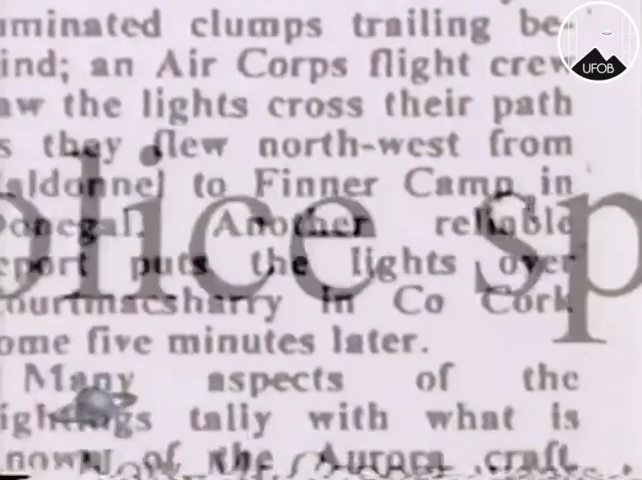 uminated clumps trailing be-
ind; an Air Corps flight crew
aw the lights cross their path
s they flew north-west from
aldonnel to Finner Camp in
onegal. Another reliable
eport puts the lights over
ourtmacsharry in Co Cork
ome five minutes later.
Many aspects of the
ightings tally with what is
nown of the Aurora craft
olice sp
UFOB